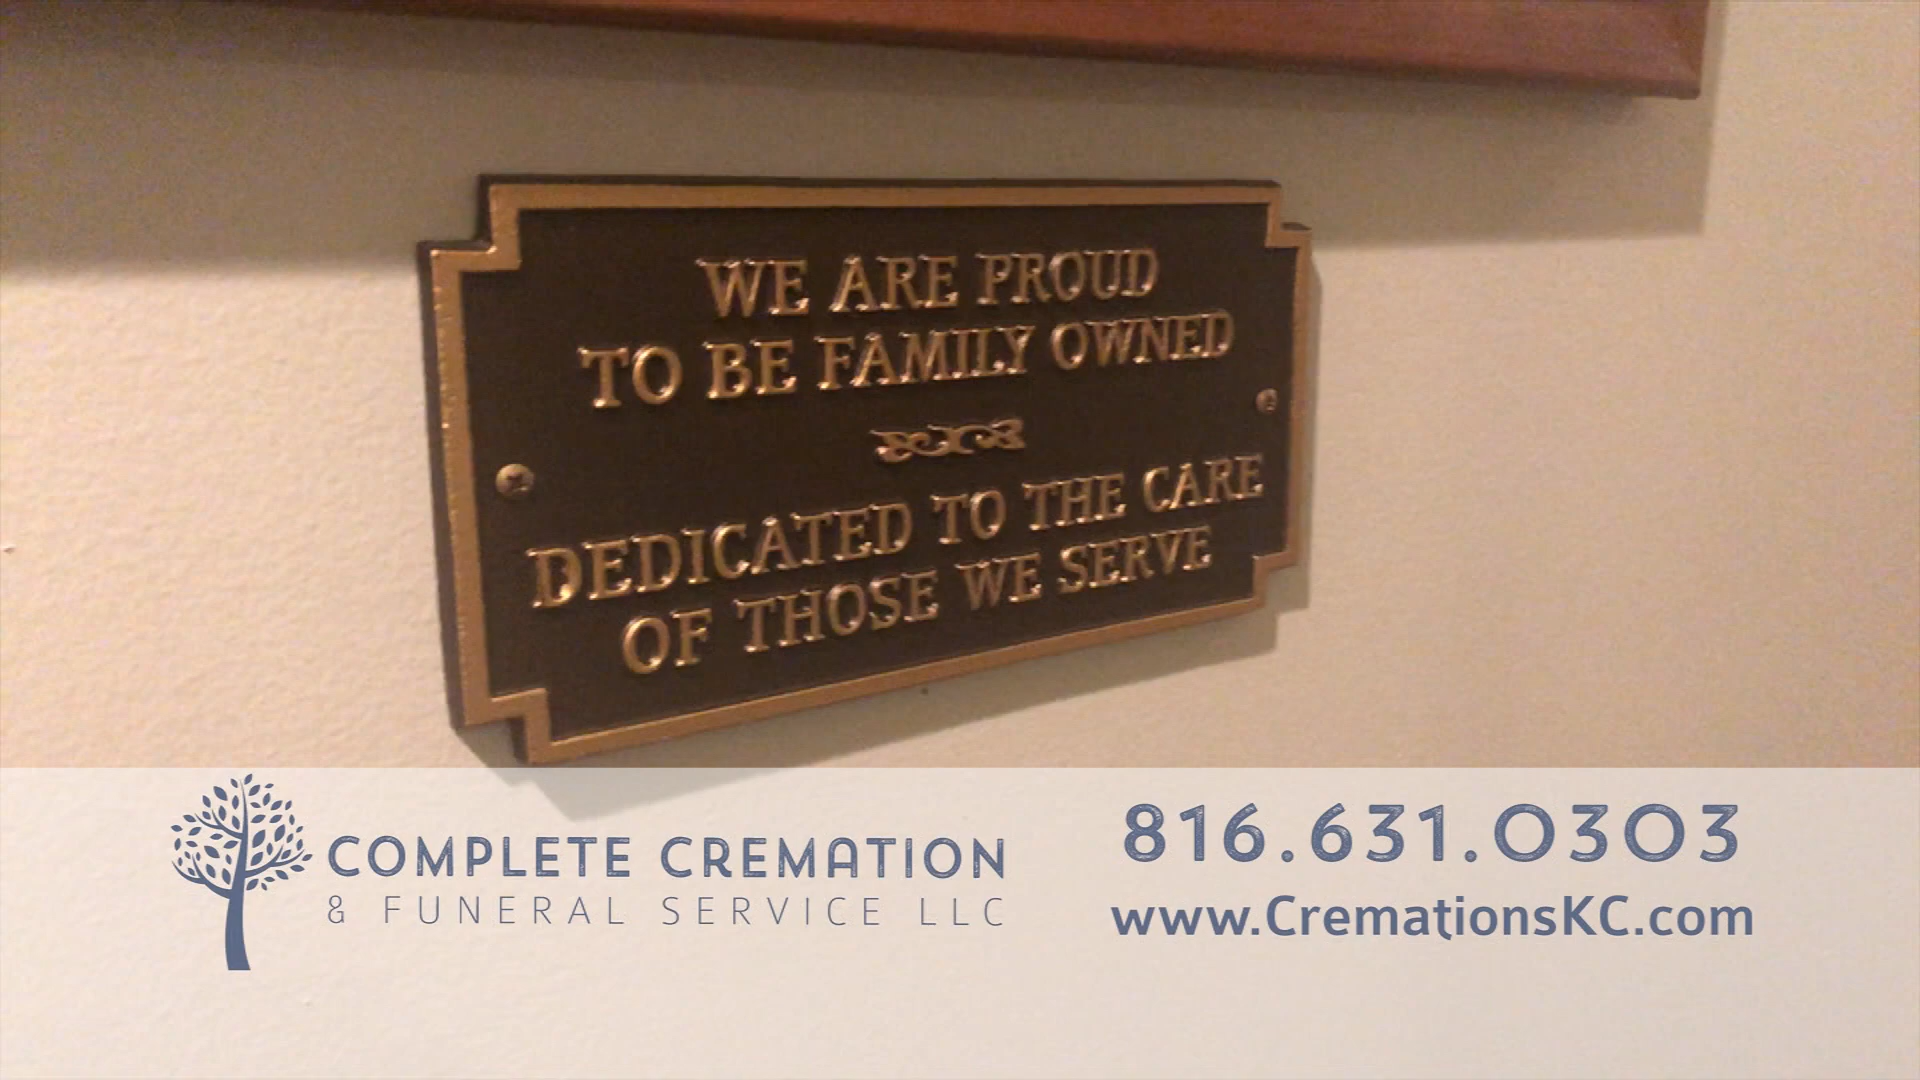 WE ARE PROUD
TO BE FAMILY OWNED
DEDICATED TO THE CARE
OF THOSE WE SERVE
COMPLETE CREMATION
& FUNERAL SERVICE LLC
816.631.0303
www.CremationsKC.com